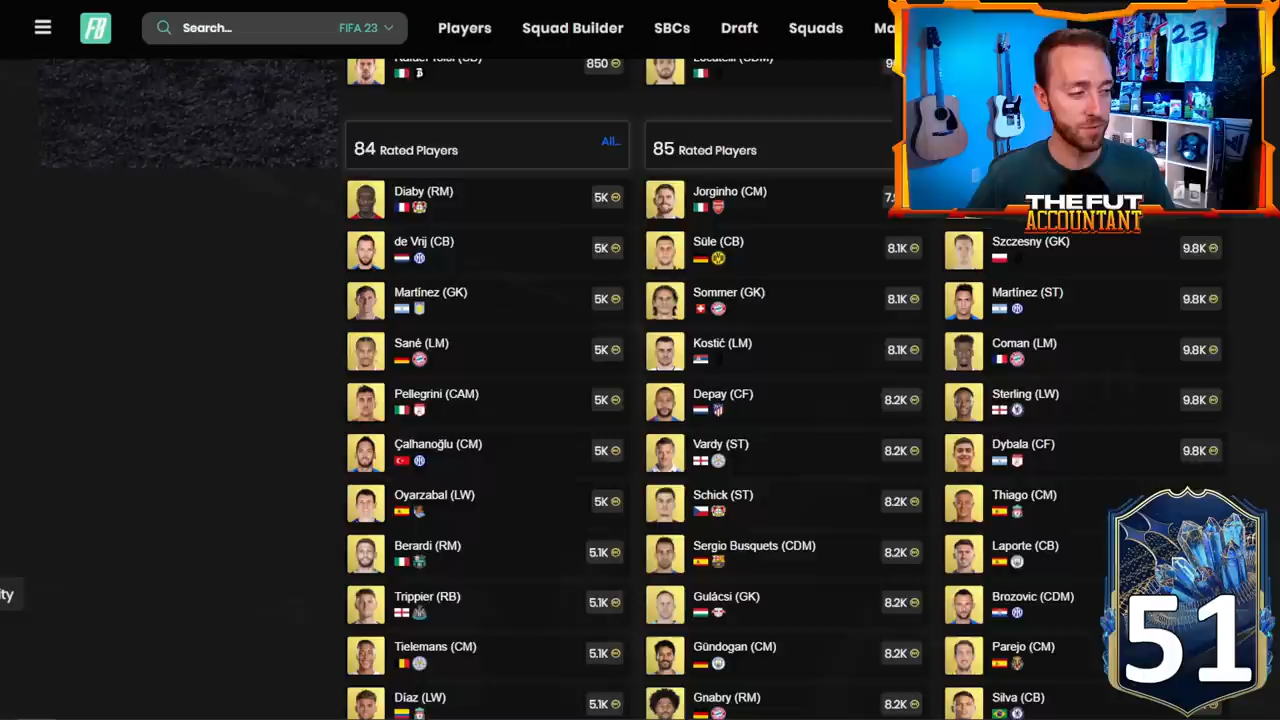 FB Search... FIFA 23 Players Squad Builder SBCs Draft Squads Ma
23
850
THE FUT
ACCOUNTANT
84 Rated Players All...
Diaby (RM) 5K
de Vrij (CB) 5K
Martínez (GK) 5K
Sané (LM) 5K
Pellegrini (CAM) 5K
Çalhanoğlu (CM) 5K
Oyarzabal (LW) 5K
Berardi (RM) 5.1K
Trippier (RB) 5.1K
Tielemans (CM) 5.1K
Díaz (LW) 5.1K
85 Rated Players
Jorginho (CM)
Süle (CB) 8.1K
Sommer (GK) 8.1K
Kostić (LM) 8.1K
Depay (CF) 8.2K
Vardy (ST) 8.2K
Schick (ST) 8.2K
Sergio Busquets (CDM) 8.2K
Gulácsi (GK) 8.2K
Gündogan (CM) 8.2K
Gnabry (RM) 8.2K
Szczesny (GK) 9.8K
Martínez (ST) 9.8K
Coman (LM) 9.8K
Sterling (LW) 9.8K
Dybala (CF) 9.8K
Thiago (CM)
Laporte (CB)
Brozovic (CDM)
Parejo (CM)
Silva (CB)
ity
51